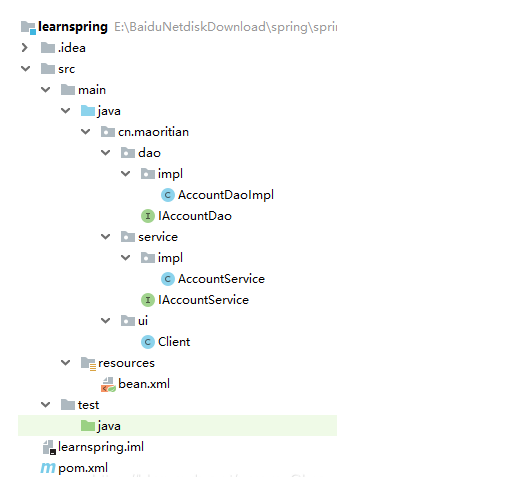 learnspring E:\BaiduNetdiskDownload\spring\sprin
.idea
src
main
java
cn.maoritian
dao
impl
AccountDaoImpl
IAccountDao
service
impl
AccountService
IAccountService
ui
Client
resources
bean.xml
test
java
learnspring.iml
pom.xml